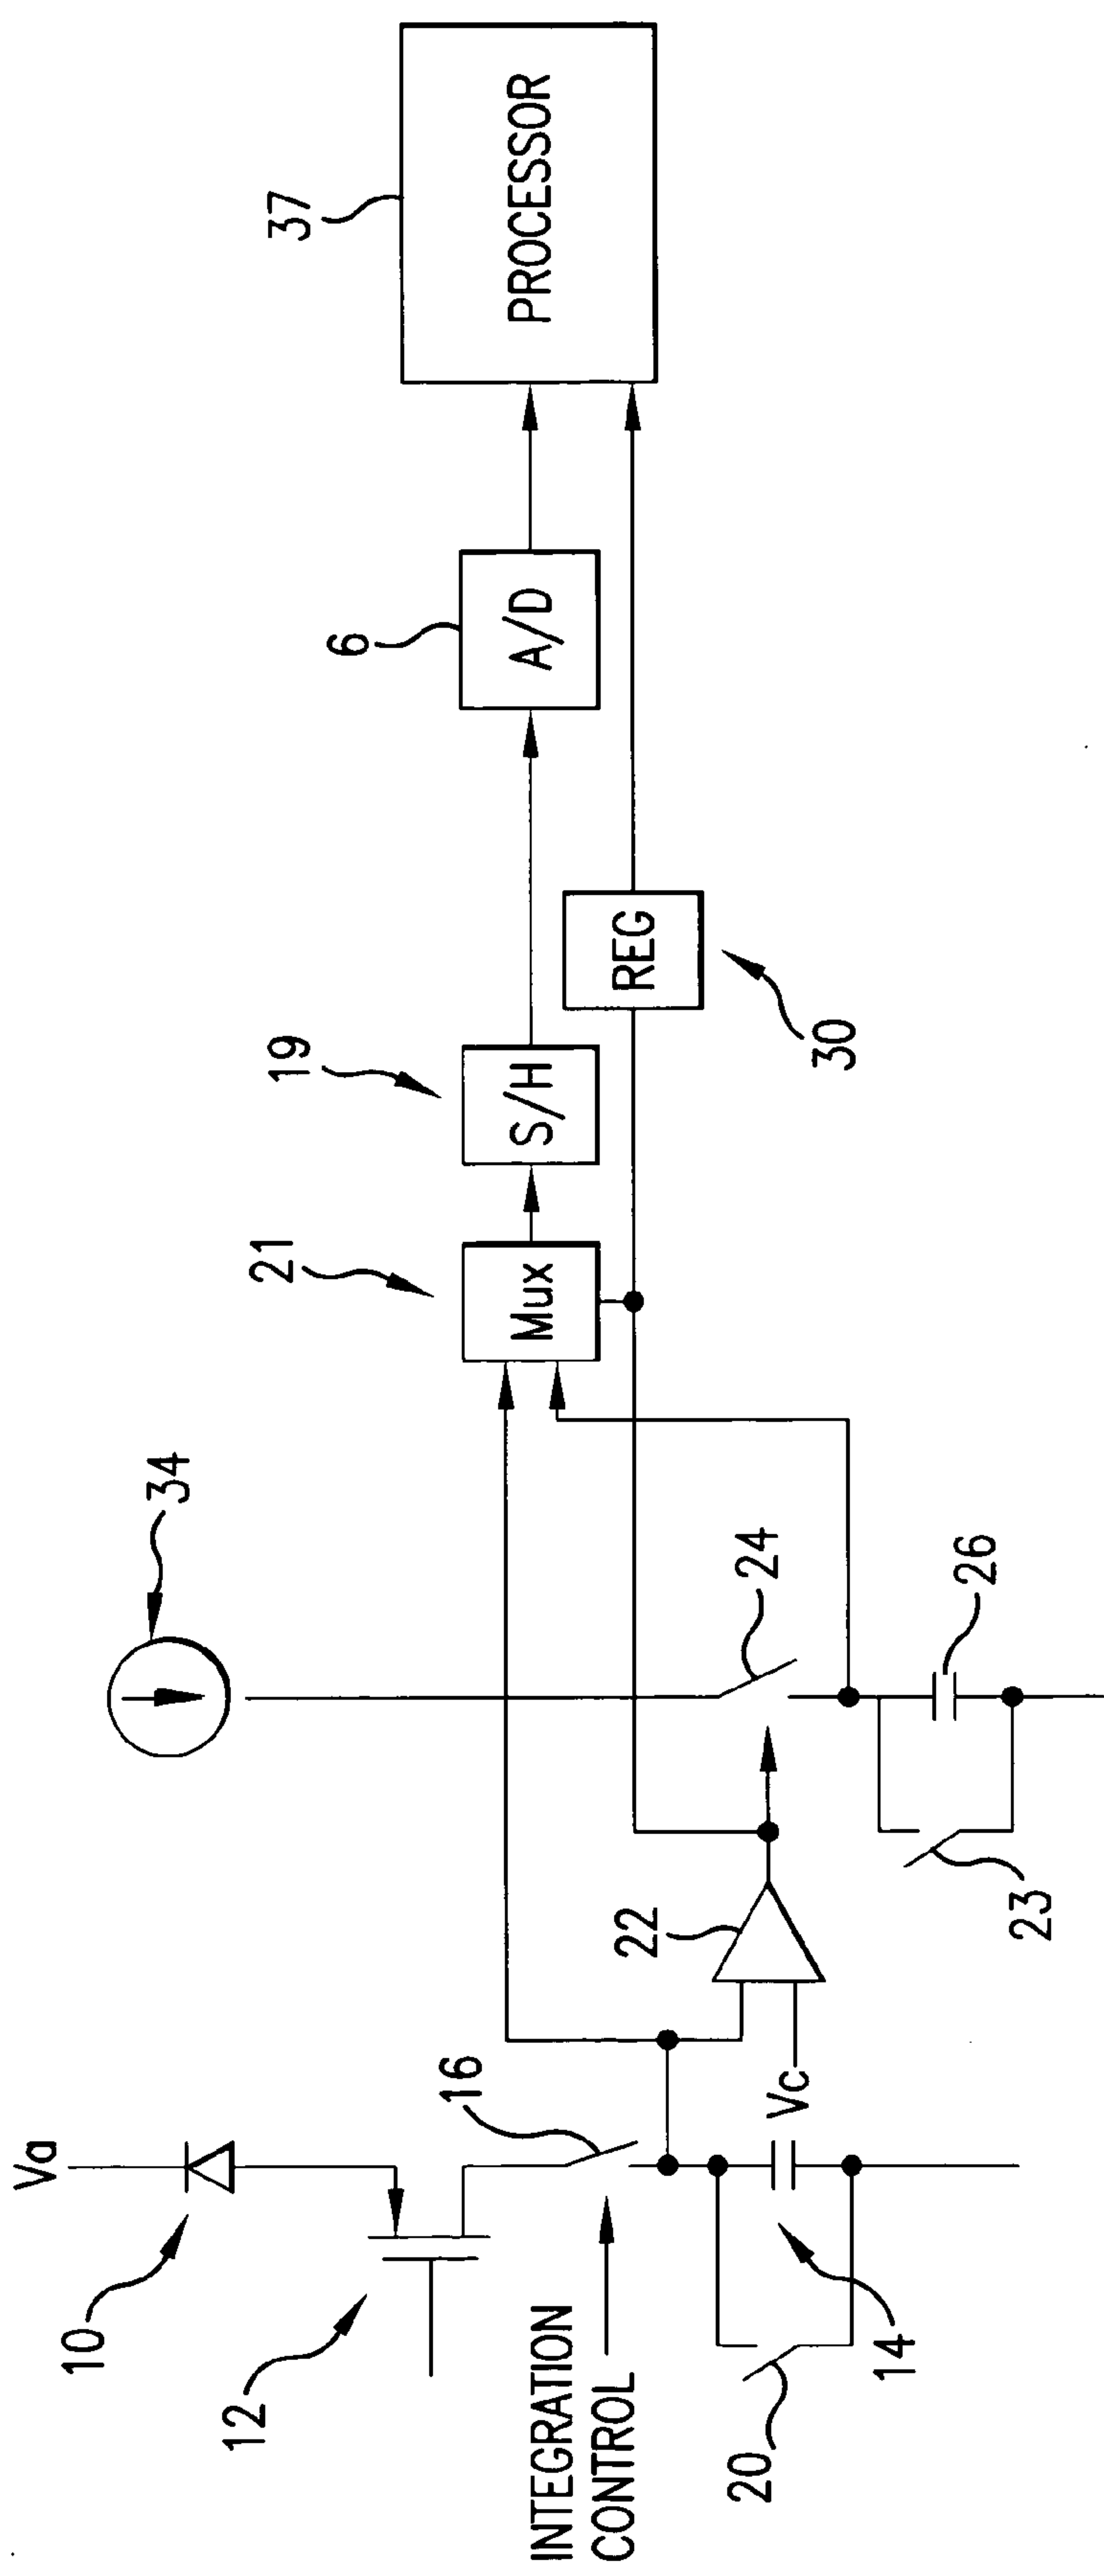 34
37
21
19
6
Va
10
12
16
Mux
S/H
A/D
PROCESSOR
INTEGRATION
CONTROL
22
24
REG
30
Vc
20
14
23
26